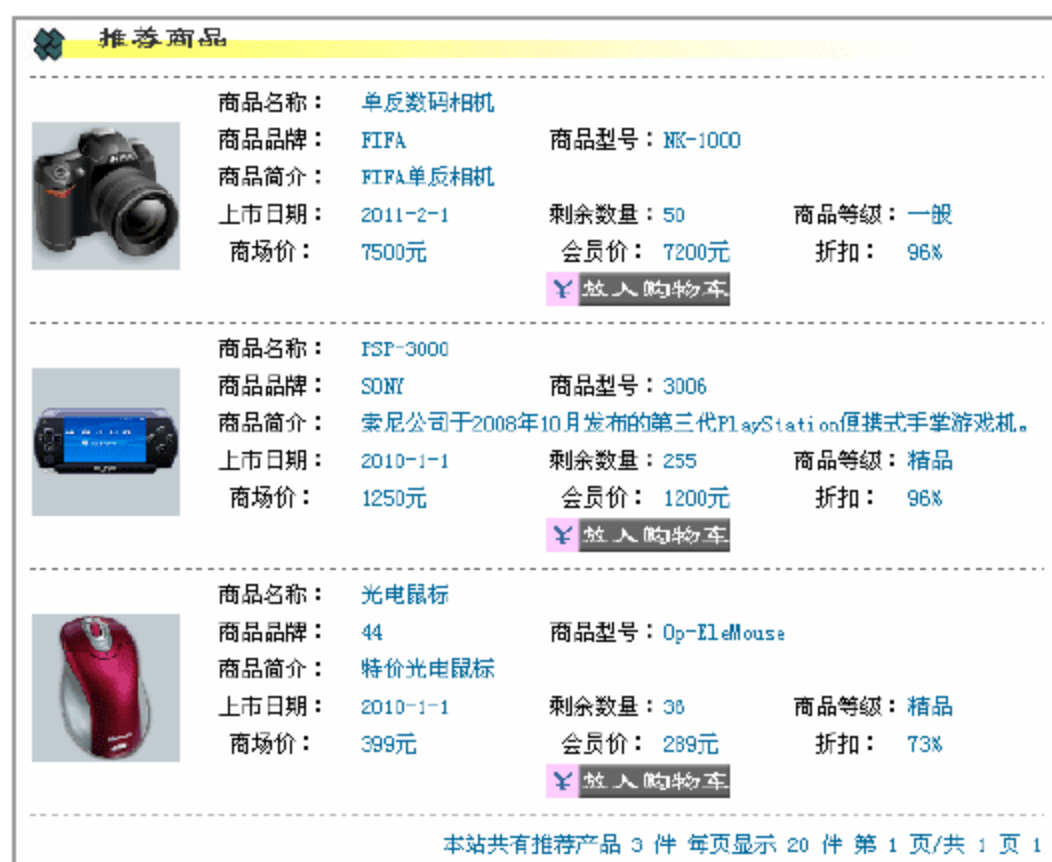 推荐商品
商品名称： 单反数码相机
商品品牌： FIFA 商品型号：NK-1000
商品简介： FIFA单反相机
上市日期： 2011-2-1 剩余数量：50 商品等级：一般
商场价： 7500元 会员价： 7200元 折扣： 96%
¥ 放入购物车
商品名称： PSP-3000
商品品牌： SONY 商品型号：3006
商品简介： 索尼公司于2008年10月发布的第三代PlayStation便携式手掌游戏机。
上市日期： 2010-1-1 剩余数量：255 商品等级：精品
商场价： 1250元 会员价： 1200元 折扣： 96%
¥ 放入购物车
商品名称： 光电鼠标
商品品牌： 44 商品型号：Op-EleMouse
商品简介： 特价光电鼠标
上市日期： 2010-1-1 剩余数量：36 商品等级：精品
商场价： 399元 会员价： 289元 折扣： 73%
¥ 放入购物车
本站共有推荐产品 3 件 每页显示 20 件 第 1 页/共 1 页 1